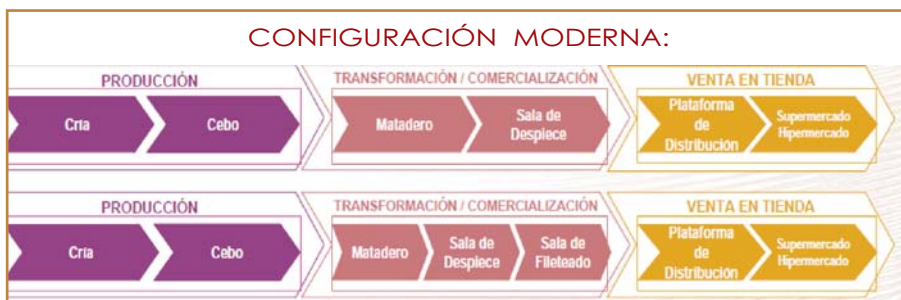 CONFIGURACIÓN MODERNA:
PRODUCCIÓN
TRANSFORMACIÓN / COMERCIALIZACIÓN
VENTA EN TIENDA
Cría
Cebo
Matadero
Sala de
Despiece
Plataforma
de
Distribución
Supermercado
Hipermercado
PRODUCCIÓN
TRANSFORMACIÓN / COMERCIALIZACIÓN
VENTA EN TIENDA
Cría
Cebo
Matadero
Sala de
Despiece
Sala de
Fileteado
Plataforma
de
Distribución
Supermercado
Hipermercado